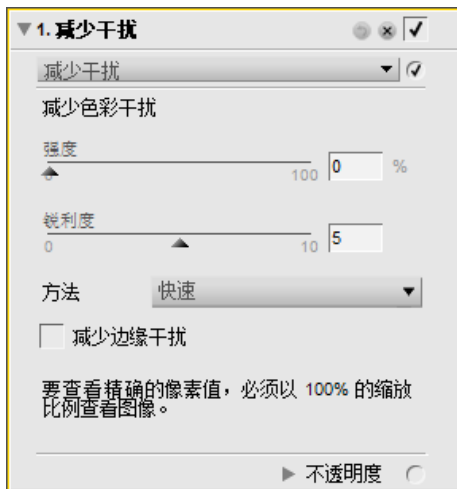 1. 减少干扰
减少干扰
减少色彩干扰
强度
0 100 0 %
锐利度
0 10 5
方法 快速
减少边缘干扰
要查看精确的像素值，必须以 100% 的缩放
比例查看图像。
不透明度